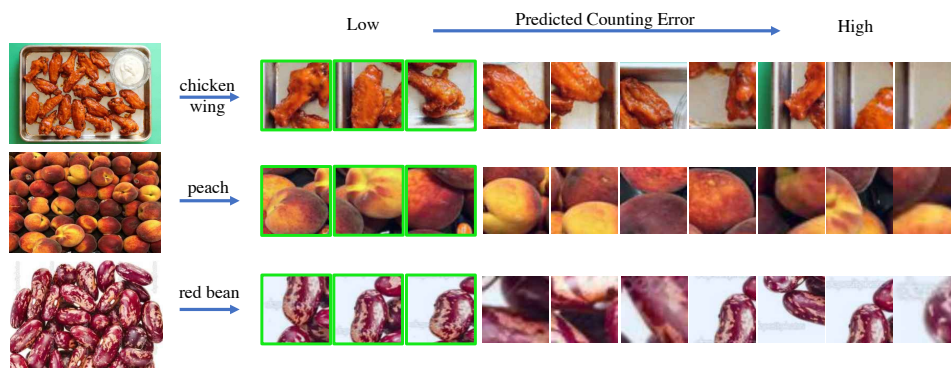 Low
Predicted Counting Error
High
chicken
wing
peach
red bean